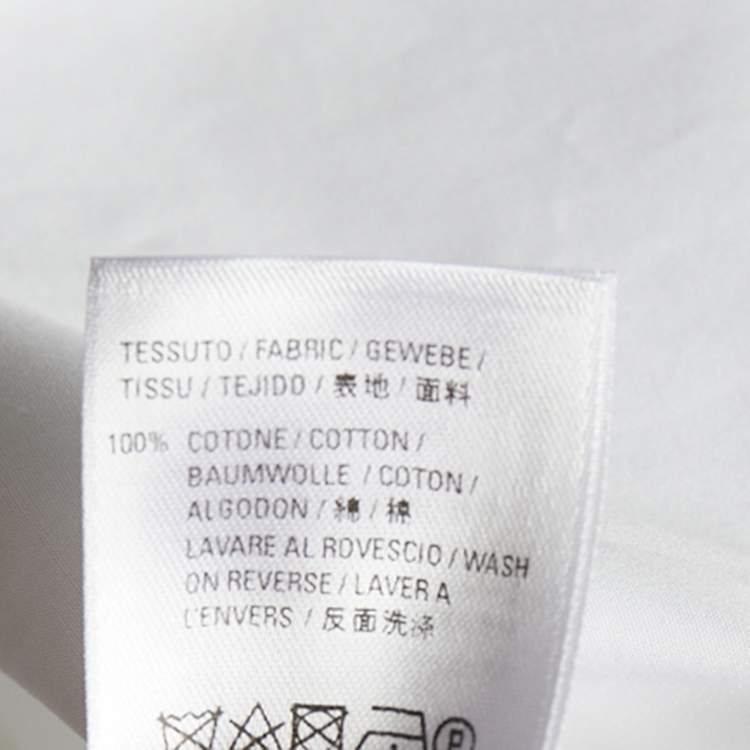 TESSUTO / FABRIC / GEWEBE /
TISSU / TEJIDO / 表地 / 面料
100% COTONE / COTTON /
BAUMWOLLE / COTON /
ALGODON / 綿 / 棉
LAVARE AL ROVESCIO / WASH
ON REVERSE / LAVER A
L'ENVERS / 反面洗涤
P